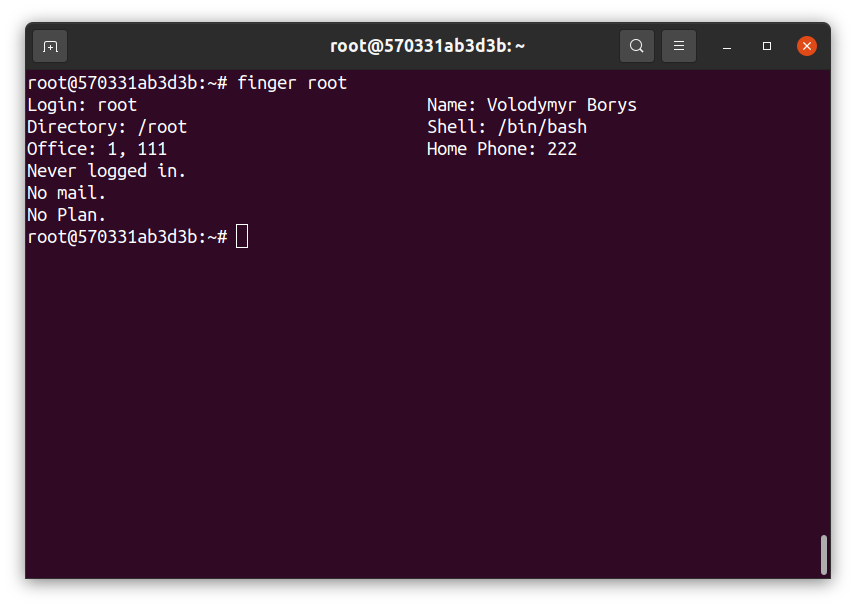 root@570331ab3d3b: ~
root@570331ab3d3b:~# finger root
Login: root Name: Volodymyr Borys
Directory: /root Shell: /bin/bash
Office: 1, 111 Home Phone: 222
Never logged in.
No mail.
No Plan.
root@570331ab3d3b:~#